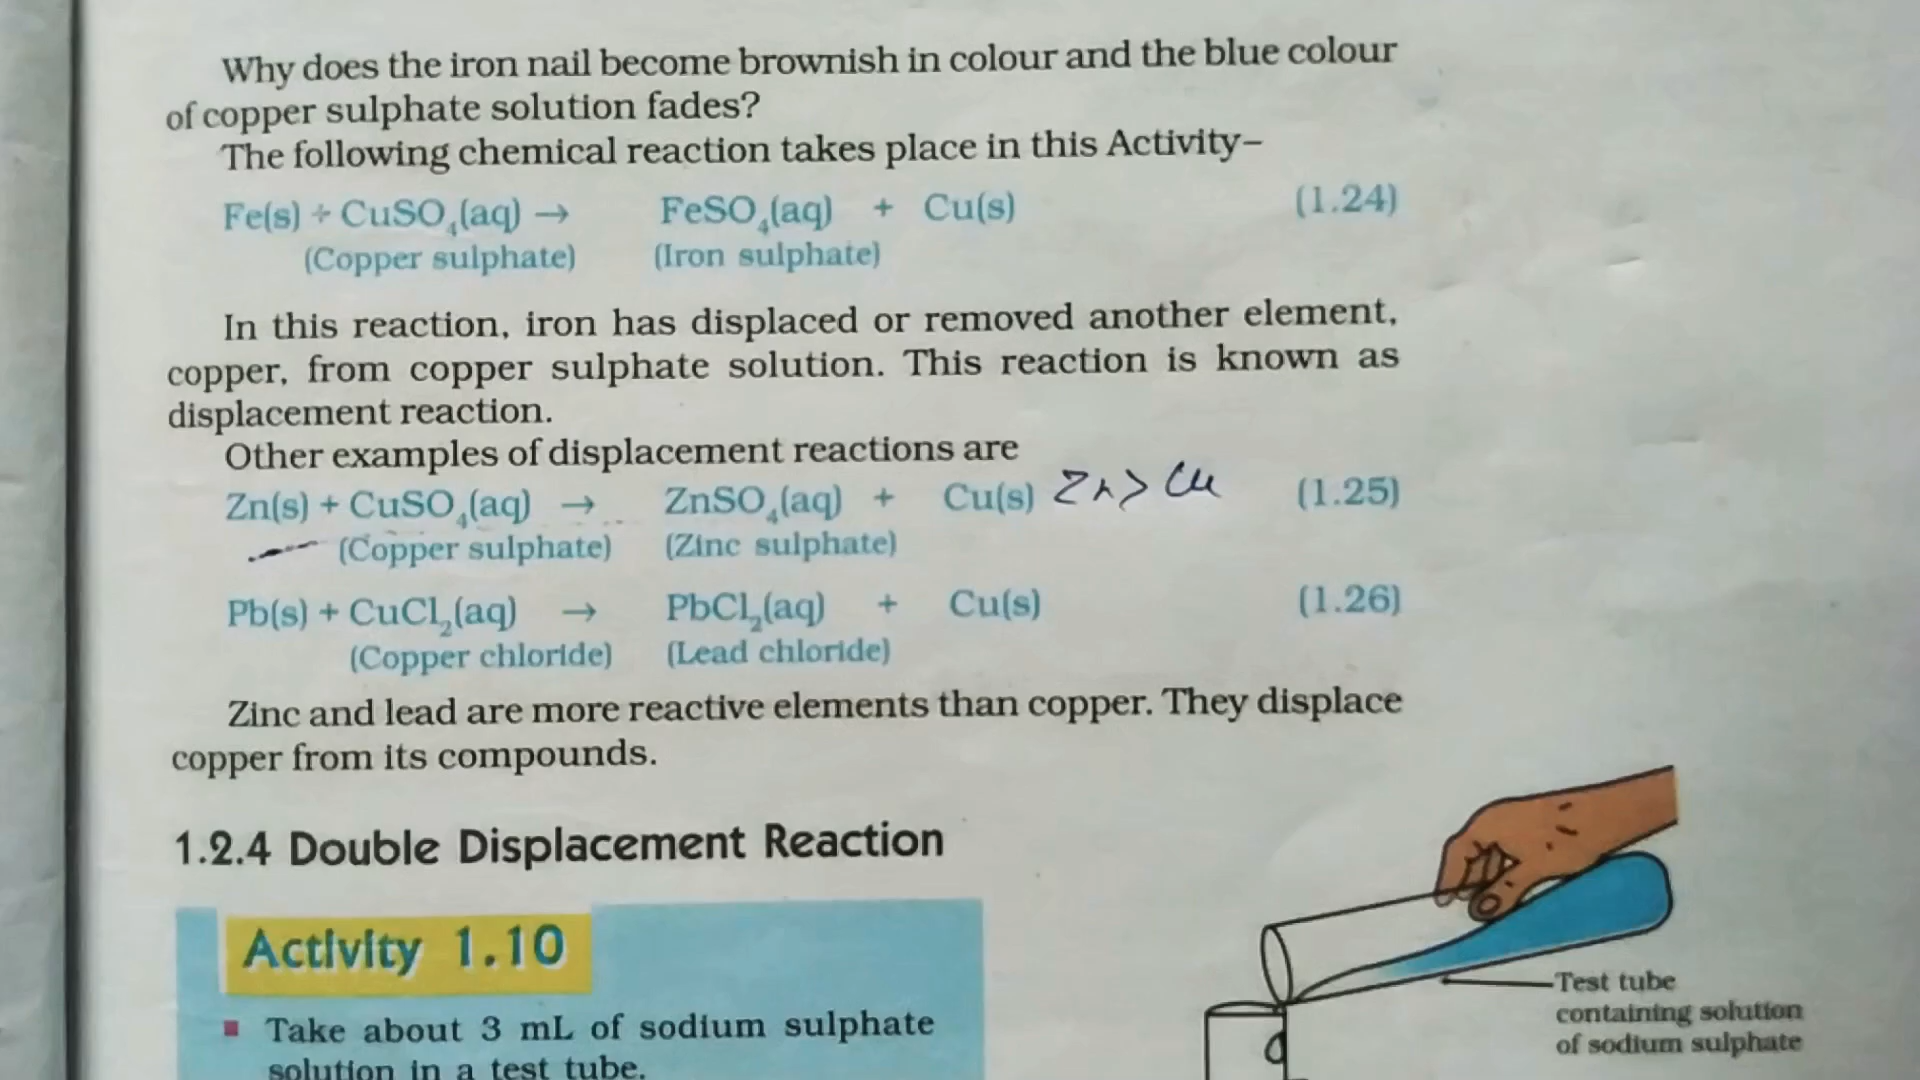 Why does the iron nail become brownish in colour and the blue colour
of copper sulphate solution fades?
The following chemical reaction takes place in this Activity–
Fe(s) + CuSO₄(aq) → FeSO₄(aq) + Cu(s) (1.24)
(Copper sulphate) (Iron sulphate)
In this reaction, iron has displaced or removed another element,
copper, from copper sulphate solution. This reaction is known as
displacement reaction.
Other examples of displacement reactions are
Zn(s) + CuSO₄(aq) → ZnSO₄(aq) + Cu(s) Zn > Cu (1.25)
(Copper sulphate) (Zinc sulphate)
Pb(s) + CuCl₂(aq) → PbCl₂(aq) + Cu(s) (1.26)
(Copper chloride) (Lead chloride)
Zinc and lead are more reactive elements than copper. They displace
copper from its compounds.
1.2.4 Double Displacement Reaction
Activity 1.10
■ Take about 3 mL of sodium sulphate
solution in a test tube.
Test tube
containing solution
of sodium sulphate